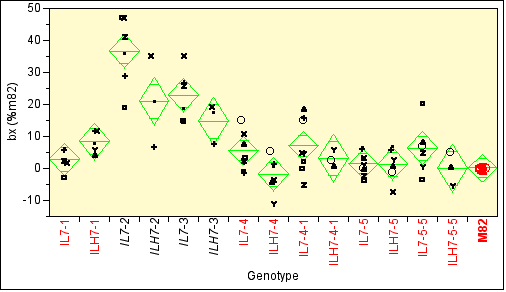 50
40
30
20
10
0
-10
bx (%m82)
IL7-1
ILH7-1
IL7-2
ILH7-2
IL7-3
ILH7-3
IL7-4
ILH7-4
IL7-4-1
ILH7-4-1
IL7-5
ILH7-5
IL7-5-5
ILH7-5-5
M82
Genotype